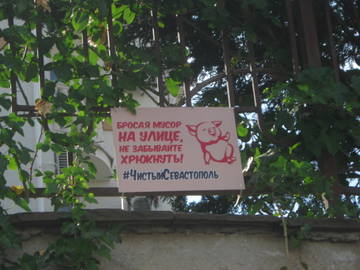 БРОСАЯ МУСОР
НА УЛИЦЕ,
НЕ ЗАБЫВАЙТЕ
ХРЮКНУТЬ!
#ЧИСТЫЙСЕВАСТОПОЛЬ